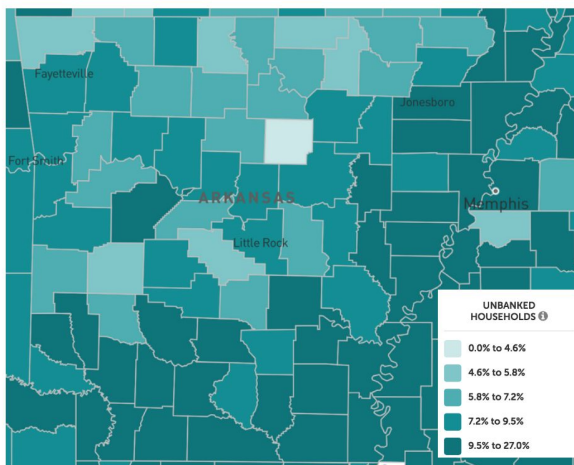 Fayetteville
Jonesboro
Fort Smith
ARKANSAS
Memphis
Little Rock
UNBANKED
HOUSEHOLDS
0.0% to 4.6%
4.6% to 5.8%
5.8% to 7.2%
7.2% to 9.5%
9.5% to 27.0%